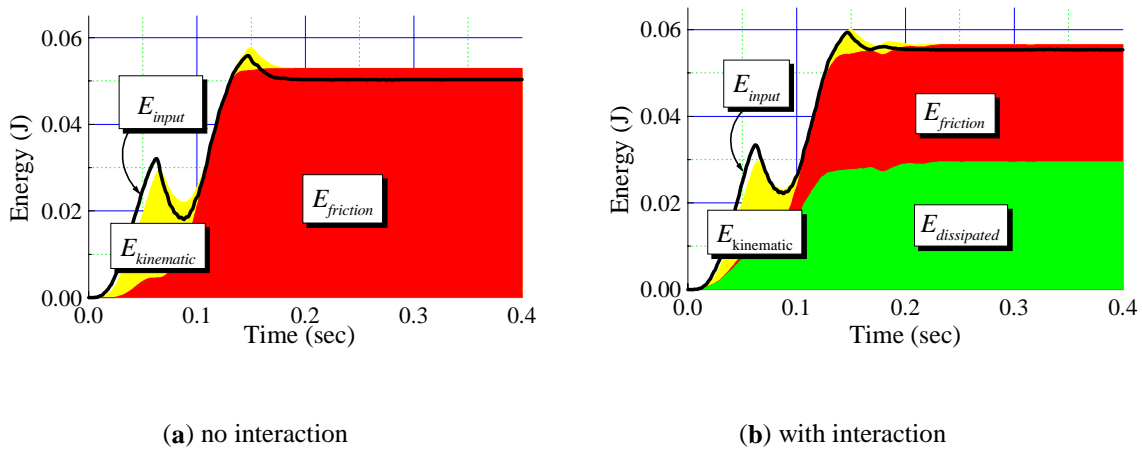 0.06
0.04
0.02
0.00
Energy (J)
E_input
E_kinematic
E_friction
0.0
0.1
0.2
0.3
0.4
Time (sec)
(a) no interaction
0.06
0.04
0.02
0.00
Energy (J)
E_input
E_kinematic
E_friction
E_dissipated
0.0
0.1
0.2
0.3
0.4
Time (sec)
(b) with interaction